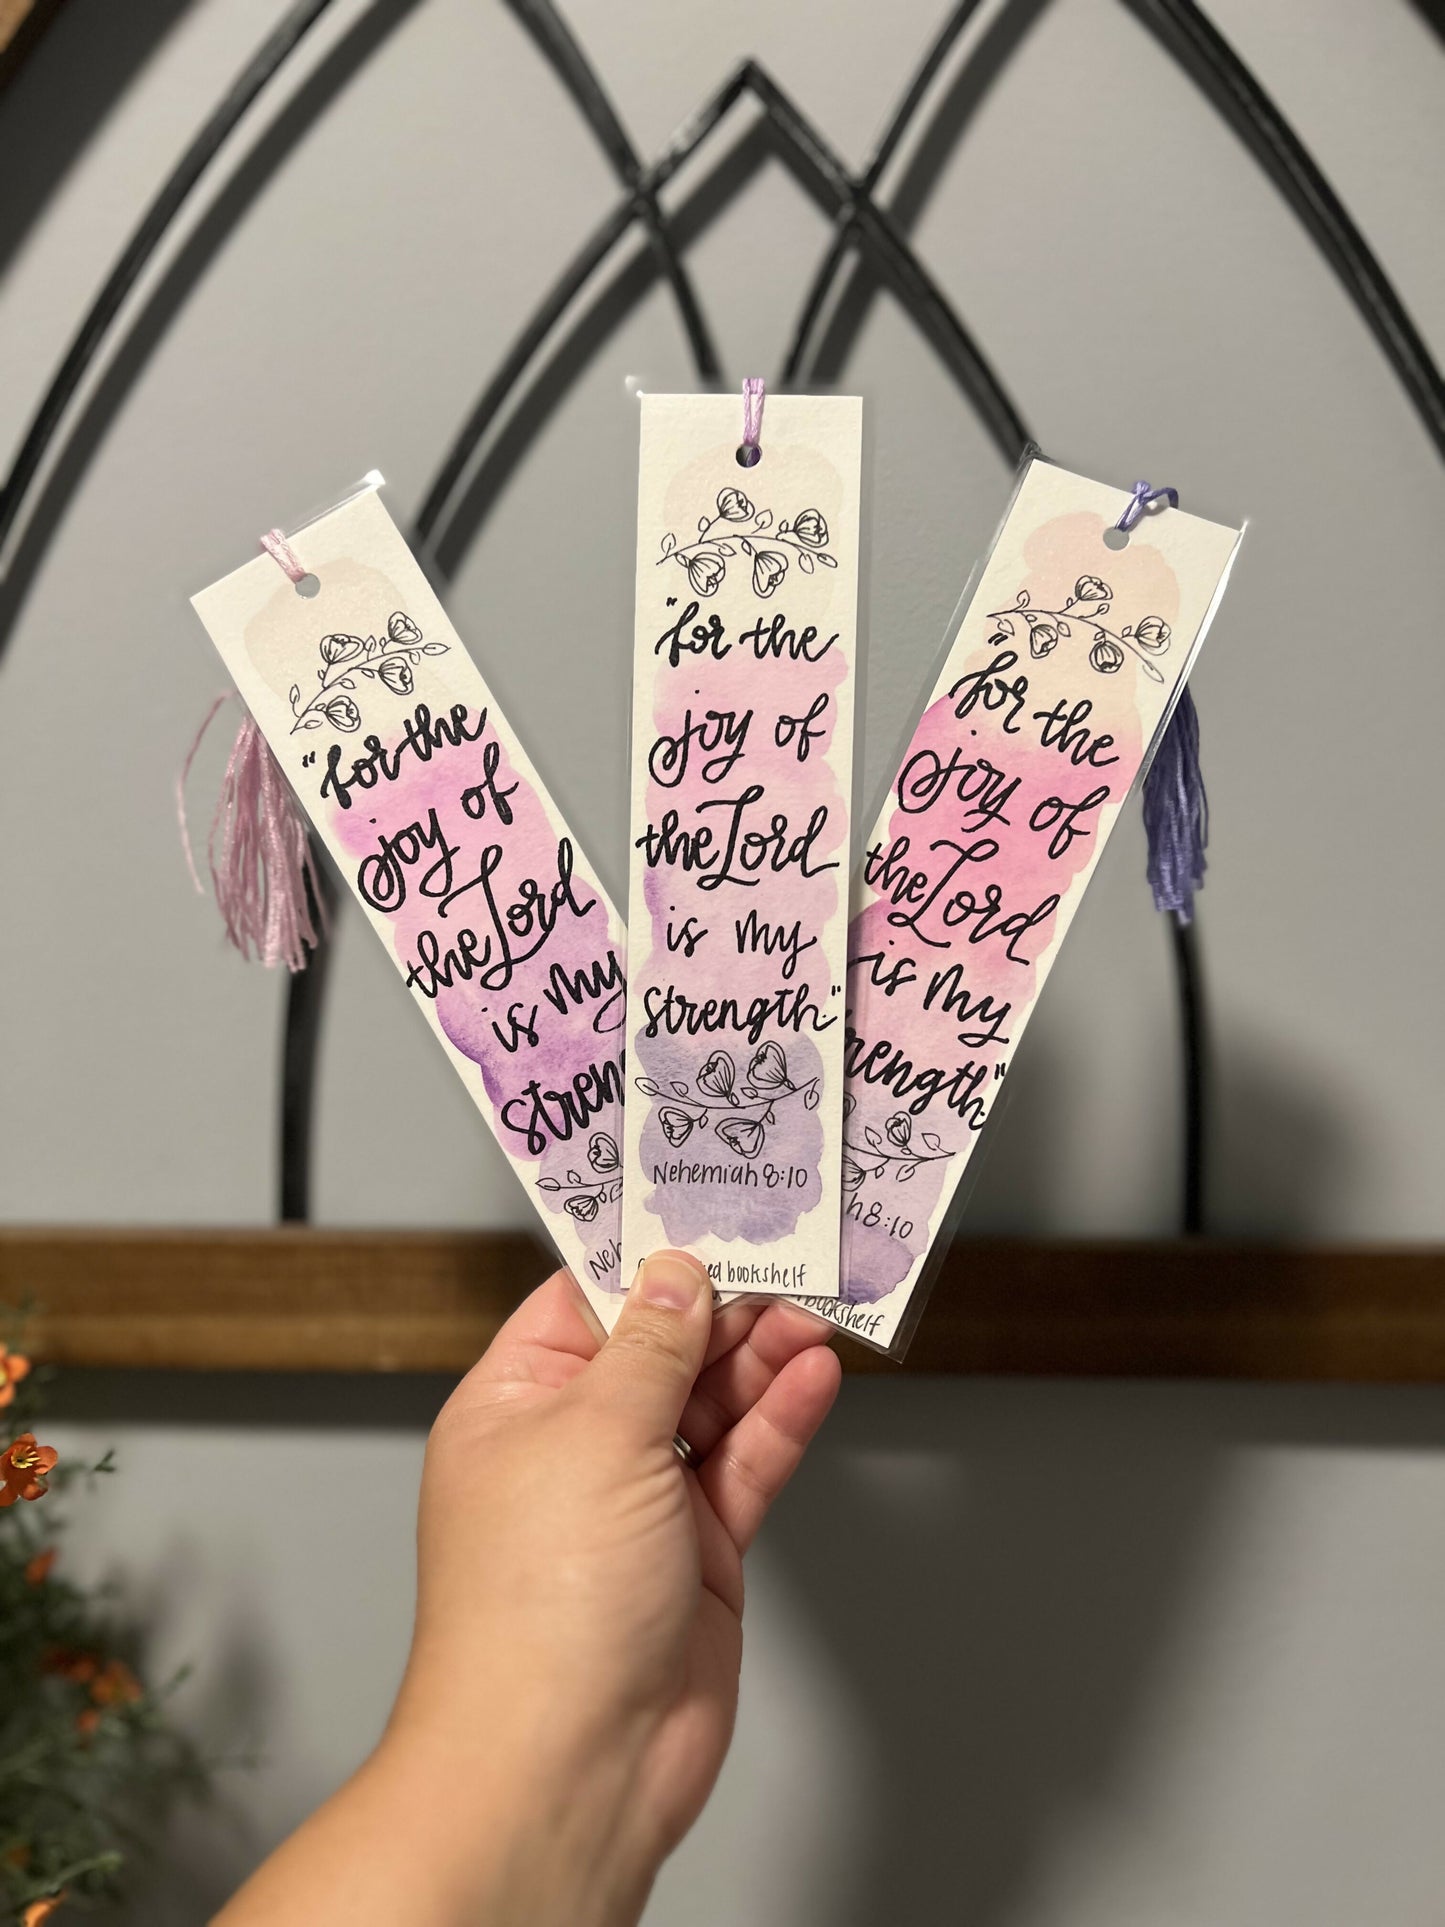 "for the
joy of
the Lord
is my
Stren
"for the
joy of
the Lord
is my
Strength."
Nehemiah 8:10
bookshelf
"for the
joy of
the Lord
is my
rength."
h 8:10
bookshelf